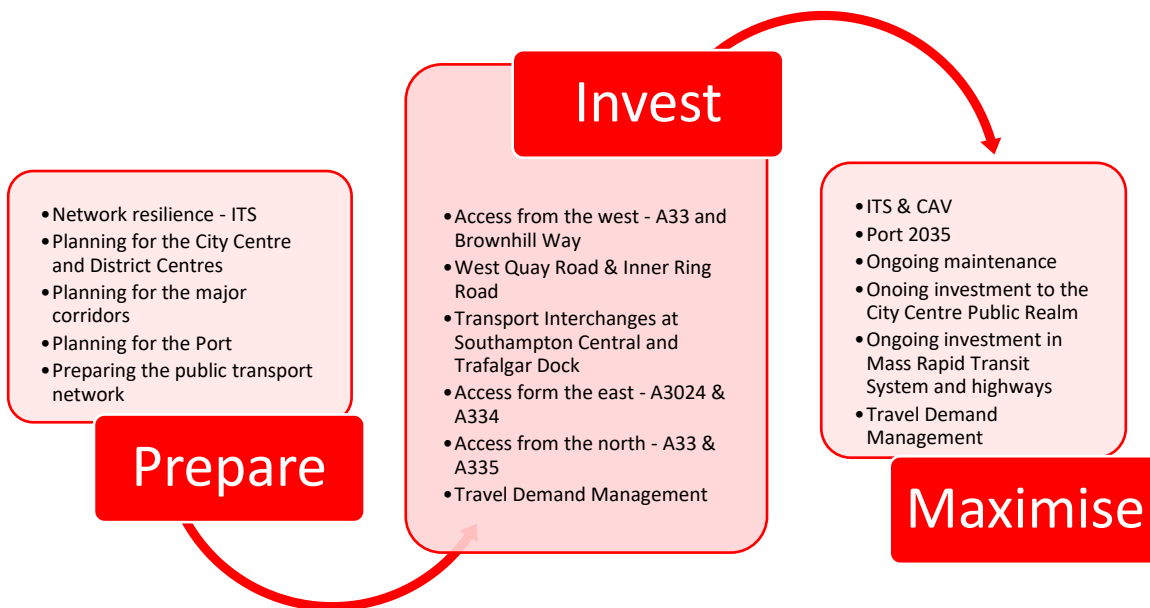 •Network resilience - ITS
•Planning for the City Centre
and District Centres
•Planning for the major
corridors
•Planning for the Port
•Preparing the public transport
network
Prepare
Invest
•Access from the west - A33 and
Brownhill Way
•West Quay Road & Inner Ring
Road
•Transport Interchanges at
Southampton Central and
Trafalgar Dock
•Access form the east - A3024 &
A334
•Access from the north - A33 &
A335
•Travel Demand Management
•ITS & CAV
•Port 2035
•Ongoing maintenance
•Onoing investment to the
City Centre Public Realm
•Ongoing investment in
Mass Rapid Transit
System and highways
•Travel Demand
Management
Maximise